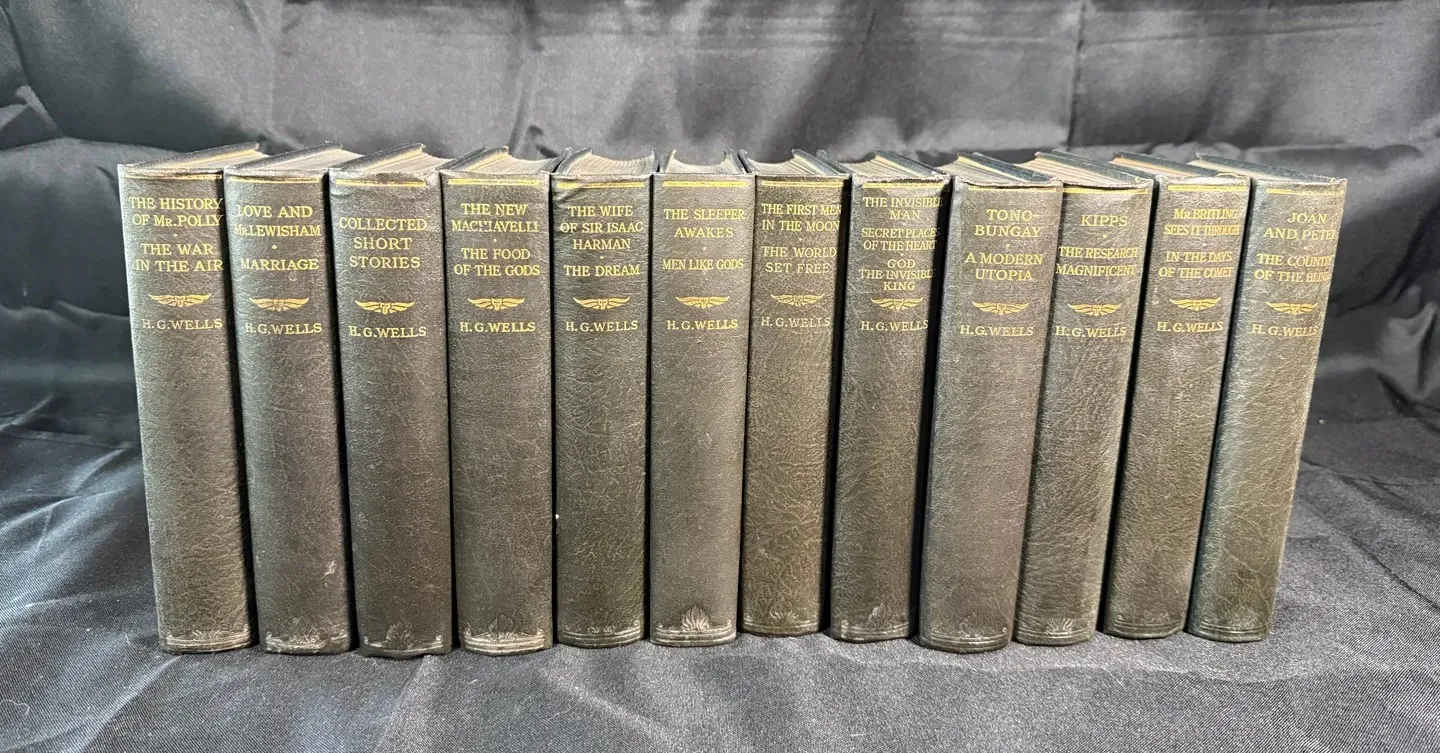 THE HISTORY
OF MR. POLLY
THE WAR
IN THE AIR
H.G.WELLS
LOVE AND
MR. LEWISHAM
MARRIAGE
H.G.WELLS
COLLECTED
SHORT
STORIES
H.G.WELLS
THE NEW
MACHIAVELLI
THE FOOD
OF THE GODS
H.G.WELLS
THE WIFE
OF SIR ISAAC
HARMAN
THE DREAM
H.G.WELLS
THE SLEEPER
AWAKES
MEN LIKE GODS
H.G.WELLS
THE FIRST MEN
IN THE MOON
THE WORLD
SET FREE
H.G.WELLS
THE INVISIBLE
MAN
SECRET PLACES
OF THE HEART
GOD
THE INVISIBLE
KING
H.G.WELLS
TONO-
BUNGAY
A MODERN
UTOPIA
H.G.WELLS
KIPPS
THE RESEARCH
MAGNIFICENT
H.G.WELLS
MR. BRITLING
SEES IT THROUGH
IN THE DAYS
OF THE COMET
H.G.WELLS
JOAN
AND PETER
THE COUNTRY
OF THE BLIND
H.G.WELLS